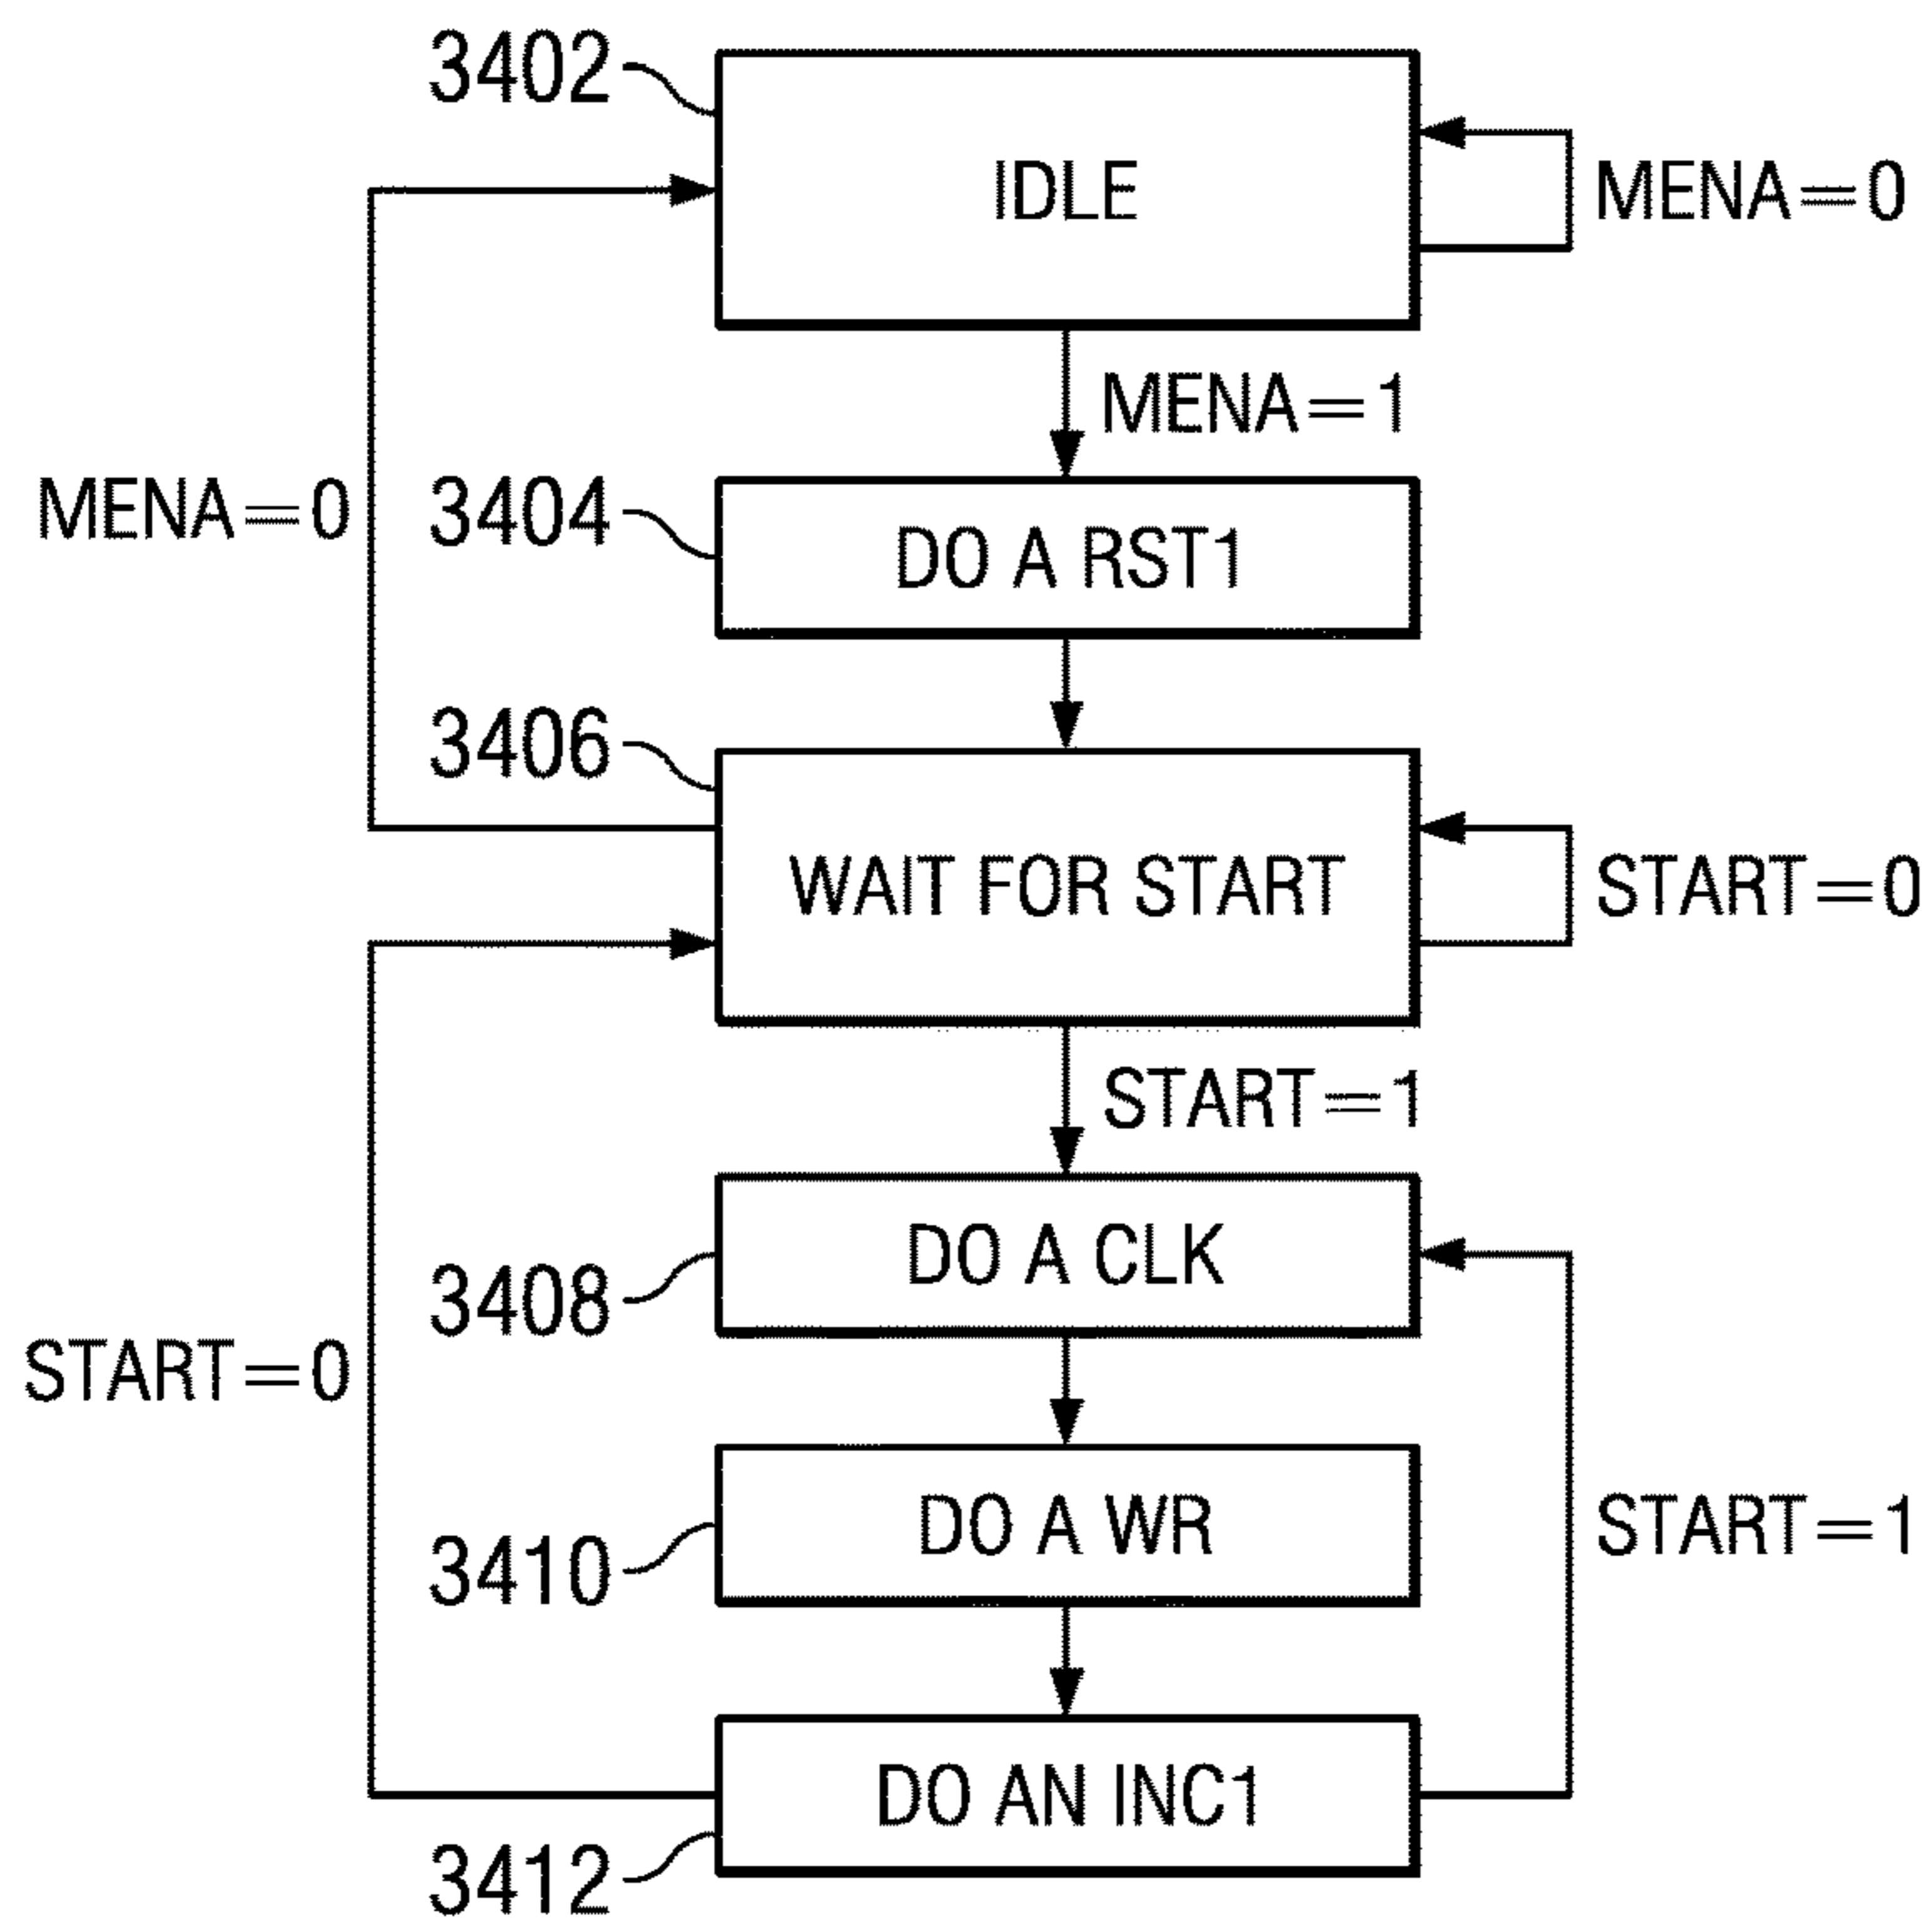 3402
IDLE
MENA=0
MENA=1
MENA=0
3404
DO A RST1
3406
WAIT FOR START
START=0
START=1
3408
DO A CLK
START=0
3410
DO A WR
START=1
3412
DO AN INC1